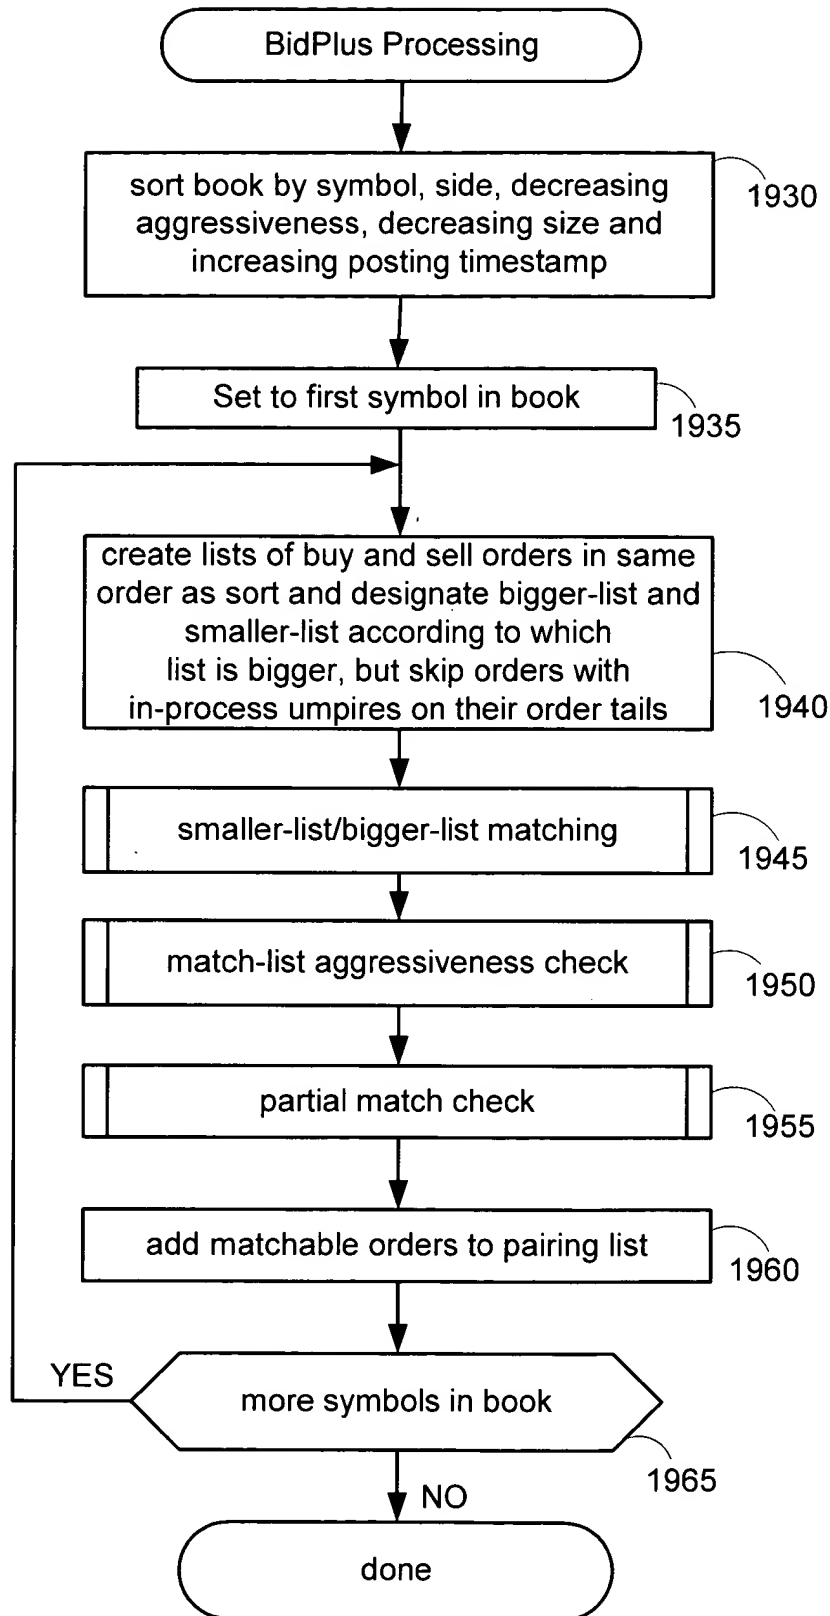 BidPlus Processing
sort book by symbol, side, decreasing
aggressiveness, decreasing size and
increasing posting timestamp
1930
Set to first symbol in book
1935
create lists of buy and sell orders in same
order as sort and designate bigger-list and
smaller-list according to which
list is bigger, but skip orders with
in-process umpires on their order tails
1940
smaller-list/bigger-list matching
1945
match-list aggressiveness check
1950
partial match check
1955
add matchable orders to pairing list
1960
YES
more symbols in book
1965
NO
done